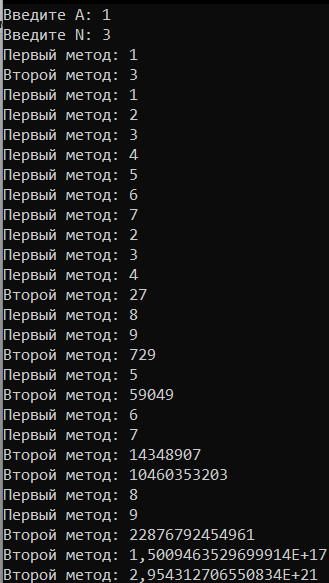 Введите A: 1
Введите N: 3
Первый метод: 1
Второй метод: 3
Первый метод: 1
Первый метод: 2
Первый метод: 3
Первый метод: 4
Первый метод: 5
Первый метод: 6
Первый метод: 7
Первый метод: 2
Первый метод: 3
Первый метод: 4
Второй метод: 27
Первый метод: 8
Первый метод: 9
Второй метод: 729
Первый метод: 5
Второй метод: 59049
Первый метод: 6
Первый метод: 7
Второй метод: 14348907
Второй метод: 10460353203
Первый метод: 8
Первый метод: 9
Второй метод: 22876792454961
Второй метод: 1,5009463529699914E+17
Второй метод: 2,954312706550834E+21